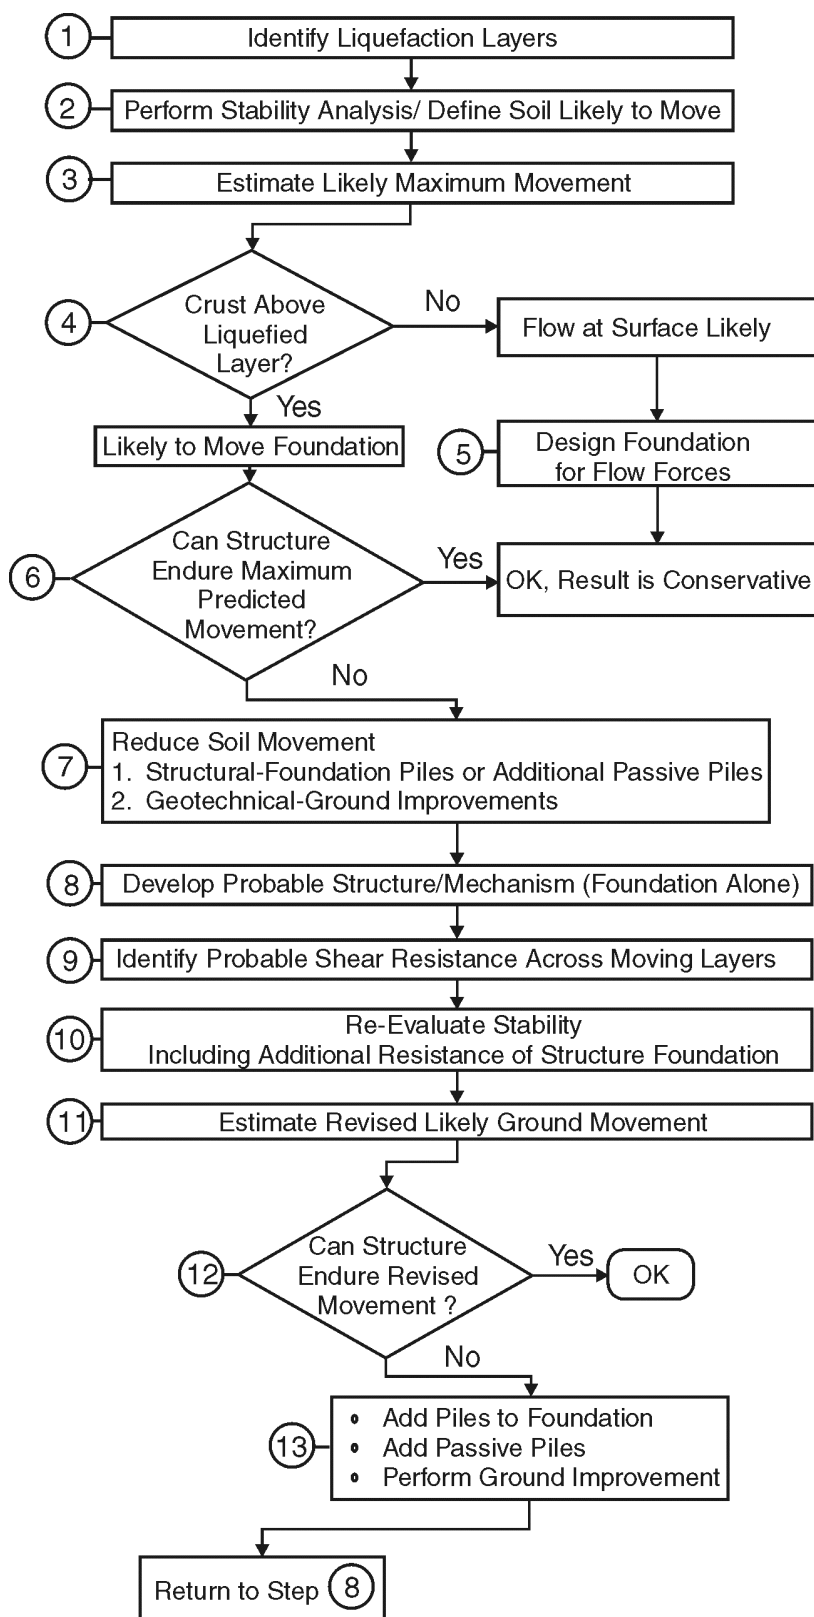 1
Identify Liquefaction Layers
2
Perform Stability Analysis/ Define Soil Likely to Move
3
Estimate Likely Maximum Movement
4
Crust Above
Liquefied
Layer?
No
Flow at Surface Likely
Yes
Likely to Move Foundation
5
Design Foundation
for Flow Forces
6
Can Structure
Endure Maximum
Predicted
Movement?
Yes
OK, Result is Conservative
No
7
Reduce Soil Movement
1. Structural-Foundation Piles or Additional Passive Piles
2. Geotechnical-Ground Improvements
8
Develop Probable Structure/Mechanism (Foundation Alone)
9
Identify Probable Shear Resistance Across Moving Layers
10
Re-Evaluate Stability
Including Additional Resistance of Structure Foundation
11
Estimate Revised Likely Ground Movement
12
Can Structure
Endure Revised
Movement ?
Yes
OK
No
13
• Add Piles to Foundation
• Add Passive Piles
• Perform Ground Improvement
Return to Step 8